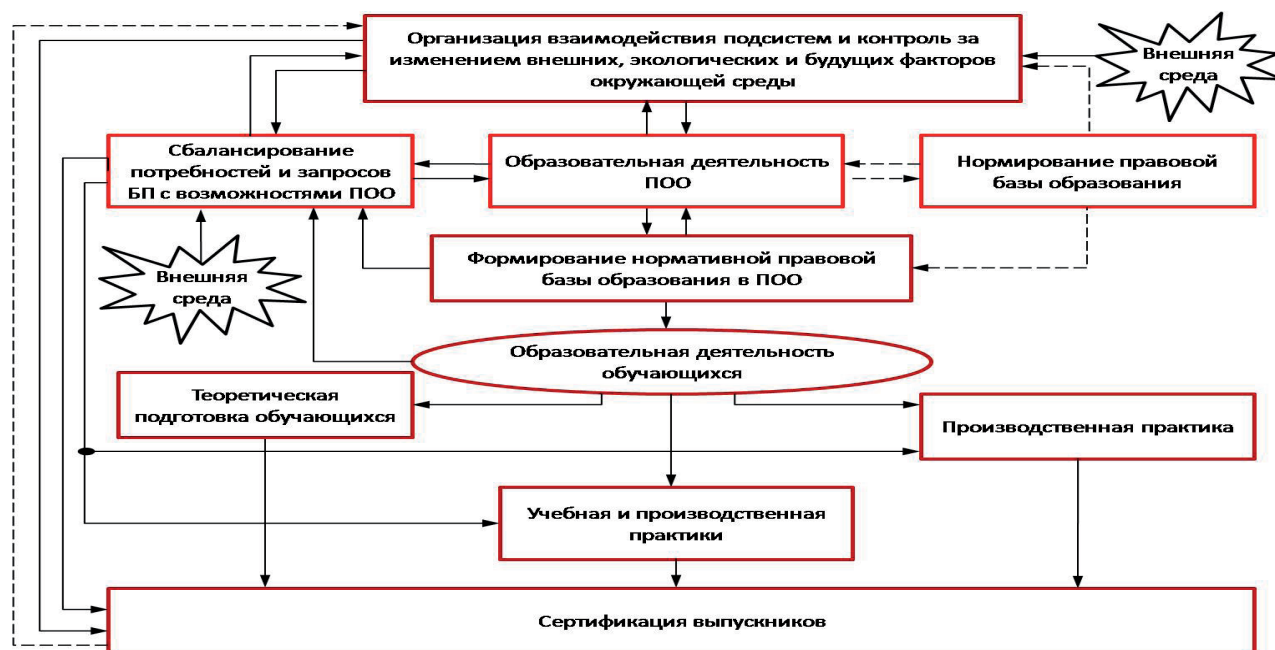 Организация взаимодействия подсистем и контроль за
изменением внешних, экологических и будущих факторов
окружающей среды
Внешняя
среда
Сбалансирование
потребностей и запросов
БП с возможностями ПОО
Образовательная деятельность
ПОО
Нормирование правовой
базы образования
Внешняя
среда
Формирование нормативной правовой
базы образования в ПОО
Образовательная деятельность
обучающихся
Теоретическая
подготовка обучающихся
Производственная практика
Учебная и производственная
практики
Сертификация выпускников